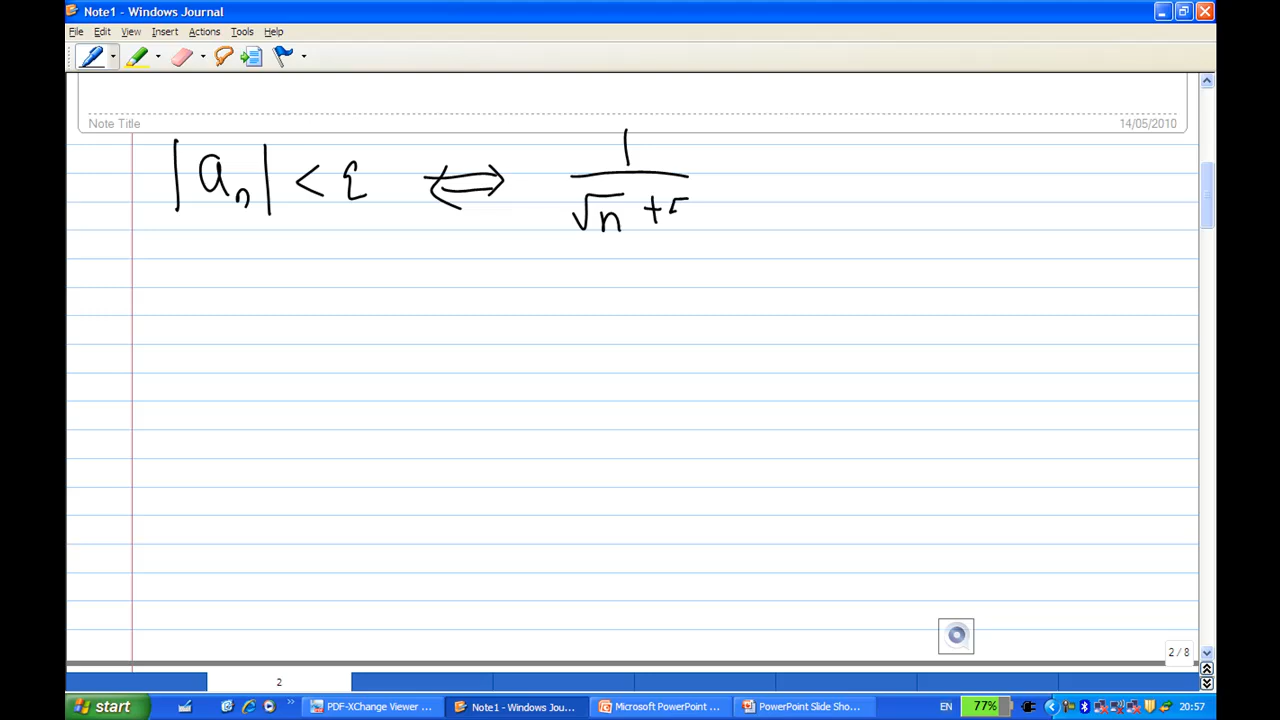 Note1 - Windows Journal
File Edit View Insert Actions Tools Help
Note Title
14/05/2010
|a_n| < ε ⟺ 1/(√n +
2 / 8
2
start
»
PDF-XChange Viewer ...
Note1 - Windows Jou...
Microsoft PowerPoint ...
PowerPoint Slide Sho...
EN
77%
20:57